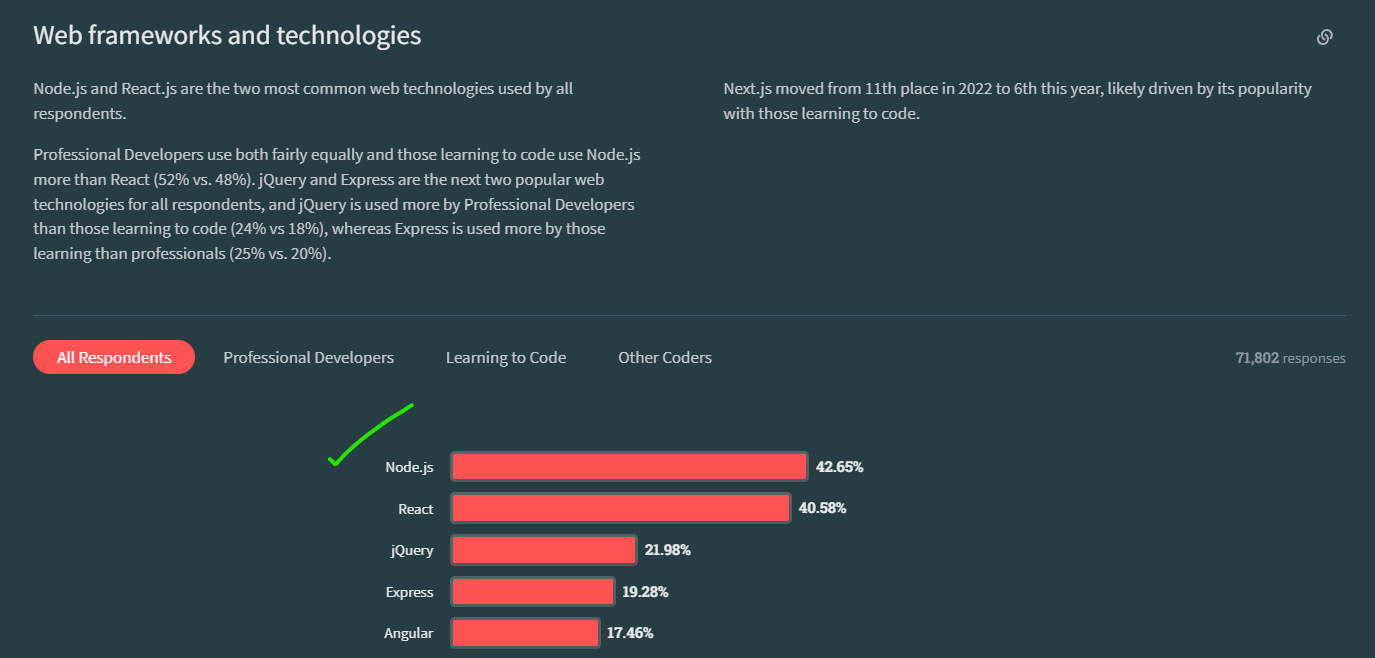 Web frameworks and technologies
Node.js and React.js are the two most common web technologies used by all
respondents.
Professional Developers use both fairly equally and those learning to code use Node.js
more than React (52% vs. 48%). jQuery and Express are the next two popular web
technologies for all respondents, and jQuery is used more by Professional Developers
than those learning to code (24% vs 18%), whereas Express is used more by those
learning than professionals (25% vs. 20%).
Next.js moved from 11th place in 2022 to 6th this year, likely driven by its popularity
with those learning to code.
All Respondents Professional Developers Learning to Code Other Coders 71,802 responses
Node.js 42.65%
React 40.58%
jQuery 21.98%
Express 19.28%
Angular 17.46%